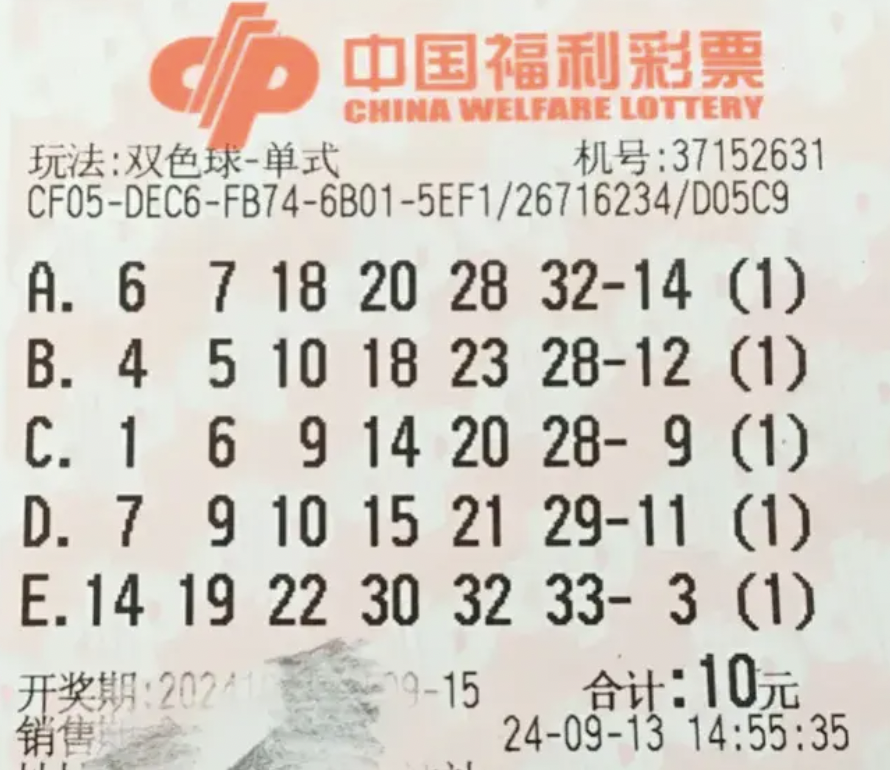 中国福利彩票
CHINA WELFARE LOTTERY
玩法:双色球-单式 机号:37152631
CF05-DEC6-FB74-6B01-5EF1/26716234/D05C9
A. 6 7 18 20 28 32-14 (1)
B. 4 5 10 18 23 28-12 (1)
C. 1 6 9 14 20 28- 9 (1)
D. 7 9 10 15 21 29-11 (1)
E. 14 19 22 30 32 33- 3 (1)
开奖期:2024 09-15 合计:10元
销售 24-09-13 14:55:35